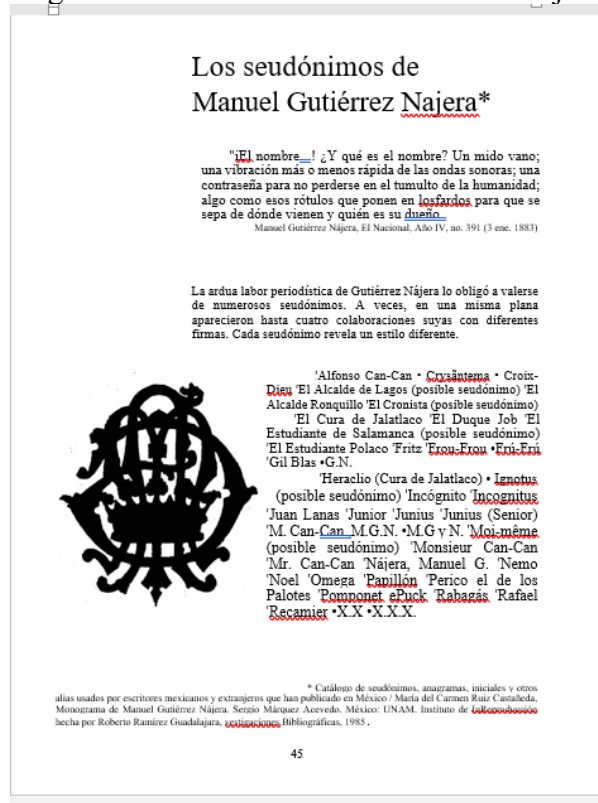 Los seudónimos de
Manuel Gutiérrez Najera*
"¡El nombre...! ¿Y qué es el nombre? Un mido vano;
una vibración más o menos rápida de las ondas sonoras; una
contraseña para no perderse en el tumulto de la humanidad;
algo como esos rótulos que ponen en losfardos para que se
sepa de dónde vienen y quién es su dueño
Manuel Gutiérrez Nájera, El Nacional, Año IV, no. 391 (3 ene. 1883)
La ardua labor periodística de Gutiérrez Nájera lo obligó a valerse
de numerosos seudónimos. A veces, en una misma plana
aparecieron hasta cuatro colaboraciones suyas con diferentes
firmas. Cada seudónimo revela un estilo diferente.
'Alfonso Can-Can • Crysãntema • Croix-
Dieu 'El Alcalde de Lagos (posible seudónimo) 'El
Alcalde Ronquillo 'El Cronista (posible seudónimo)
'El Cura de Jalatlaco 'El Duque Job 'El
Estudiante de Salamanca (posible seudónimo)
'El Estudiante Polaco 'Fritz 'Frou-Frou •Frú-Frú
'Gil Blas •G.N.
'Heraclio (Cura de Jalatlaco) • Ignotus
(posible seudónimo) 'Incógnito 'Incognitus
'Juan Lanas 'Junior 'Junius 'Junius (Senior)
'M. Can-Can M.G.N. •M.G y N. 'Moi-même
(posible seudónimo) 'Monsieur Can-Can
'Mr. Can-Can 'Nájera, Manuel G. 'Nemo
'Noel 'Omega 'Papillón 'Perico el de los
Palotes 'Pomponet ePuck 'Rabagás 'Rafael
'Recamier •X.X •X.X.X.
* Catálogo de seudónimos, anagramas, iniciales y otros
alias usados por escritores mexicanos y extranjeros que han publicado en México / María del Carmen Ruiz Castañeda,
Monograma de Manuel Gutiérrez Nájera. Sergio Márquez Acevedo. México: UNAM. Instituto de
hecha por Roberto Ramírez Guadalajara, vestigaciones Bibliográficas, 1985.
45